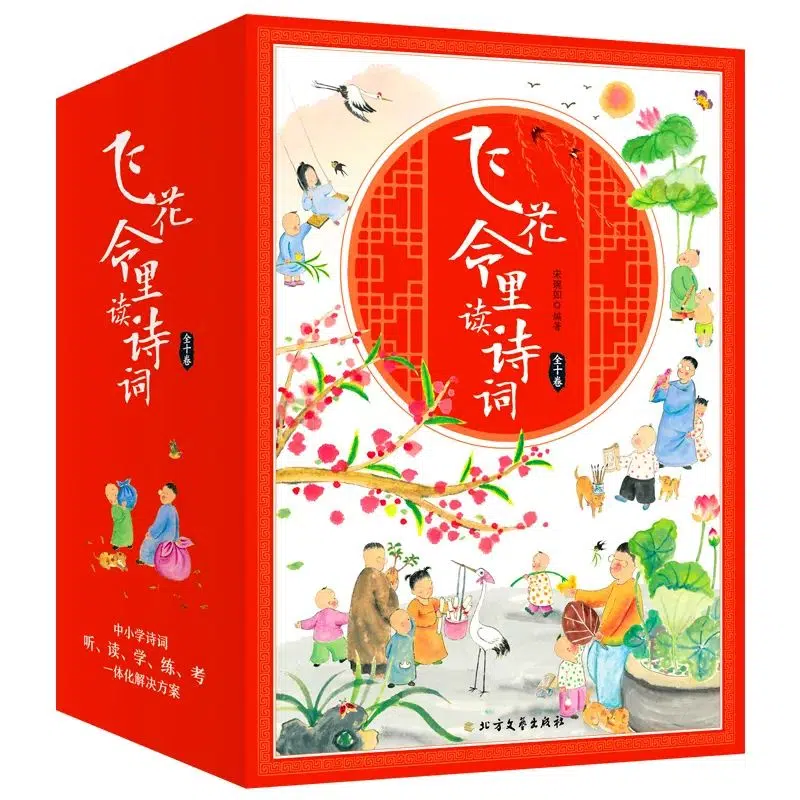 飞花令里读诗词
全十卷
中小学诗词
听、读、学、练、考
一体化解决方案
飞花令里读诗词
全十卷
宋瑞如◎编著
北方文艺出版社